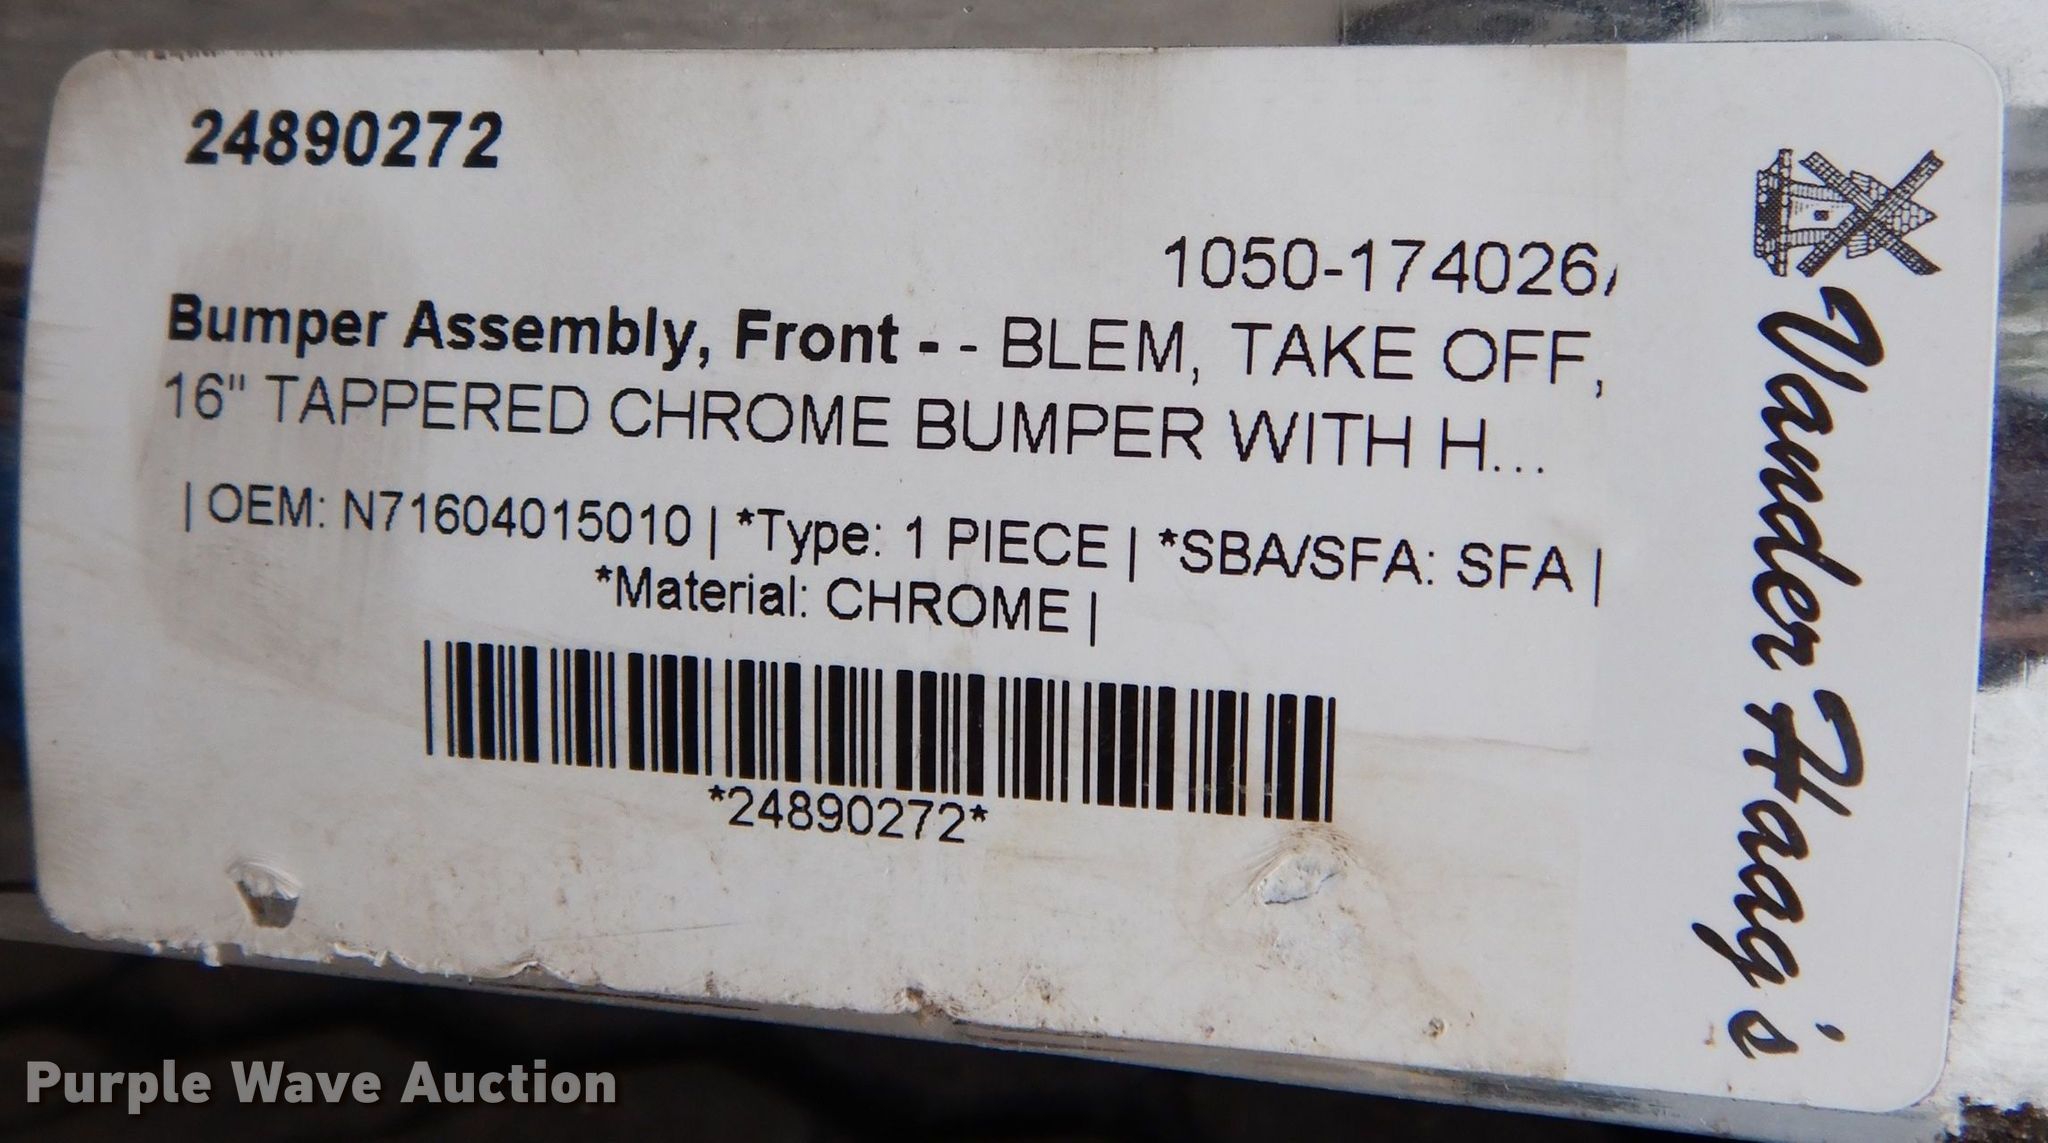 24890272
1050-174026/
Bumper Assembly, Front - - BLEM, TAKE OFF,
16" TAPPERED CHROME BUMPER WITH H...
| OEM: N71604015010 | *Type: 1 PIECE | *SBA/SFA: SFA |
*Material: CHROME |
*24890272*
Vander Haag's
Purple Wave Auction